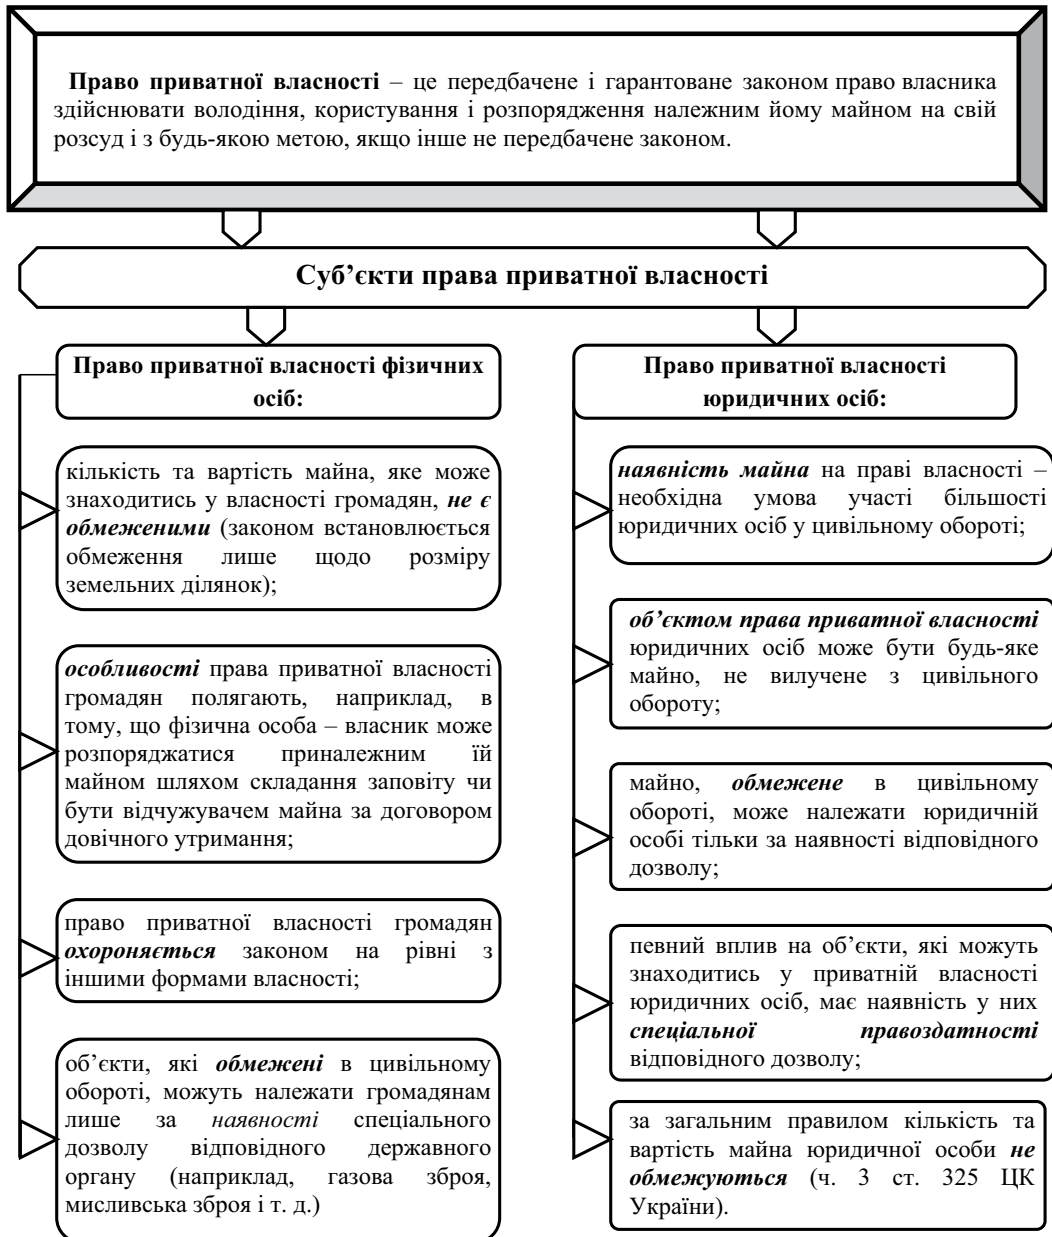 Право приватної власності – це передбачене і гарантоване законом право власника
здійснювати володіння, користування і розпорядження належним йому майном на свій
розсуд і з будь-якою метою, якщо інше не передбачене законом.
Суб’єкти права приватної власності
Право приватної власності фізичних
осіб:
кількість та вартість майна, яке може
знаходитись у власності громадян, не є
обмеженими (законом встановлюється
обмеження лише щодо розміру
земельних ділянок);
особливості права приватної власності
громадян полягають, наприклад, в
тому, що фізична особа – власник може
розпоряджатися приналежним їй
майном шляхом складання заповіту чи
бути відчужувачем майна за договором
довічного утримання;
право приватної власності громадян
охороняється законом на рівні з
іншими формами власності;
об’єкти, які обмежені в цивільному
обороті, можуть належати громадянам
лише за наявності спеціального
дозволу відповідного державного
органу (наприклад, газова зброя,
мисливська зброя і т. д.)
Право приватної власності
юридичних осіб:
наявність майна на праві власності –
необхідна умова участі більшості
юридичних осіб у цивільному обороті;
об’єктом права приватної власності
юридичних осіб може бути будь-яке
майно, не вилучене з цивільного
обороту;
майно, обмежене в цивільному
обороті, може належати юридичній
особі тільки за наявності відповідного
дозволу;
певний вплив на об’єкти, які можуть
знаходитись у приватній власності
юридичних осіб, має наявність у них
спеціальної правоздатності
відповідного дозволу;
за загальним правилом кількість та
вартість майна юридичної особи не
обмежуються (ч. 3 ст. 325 ЦК
України).